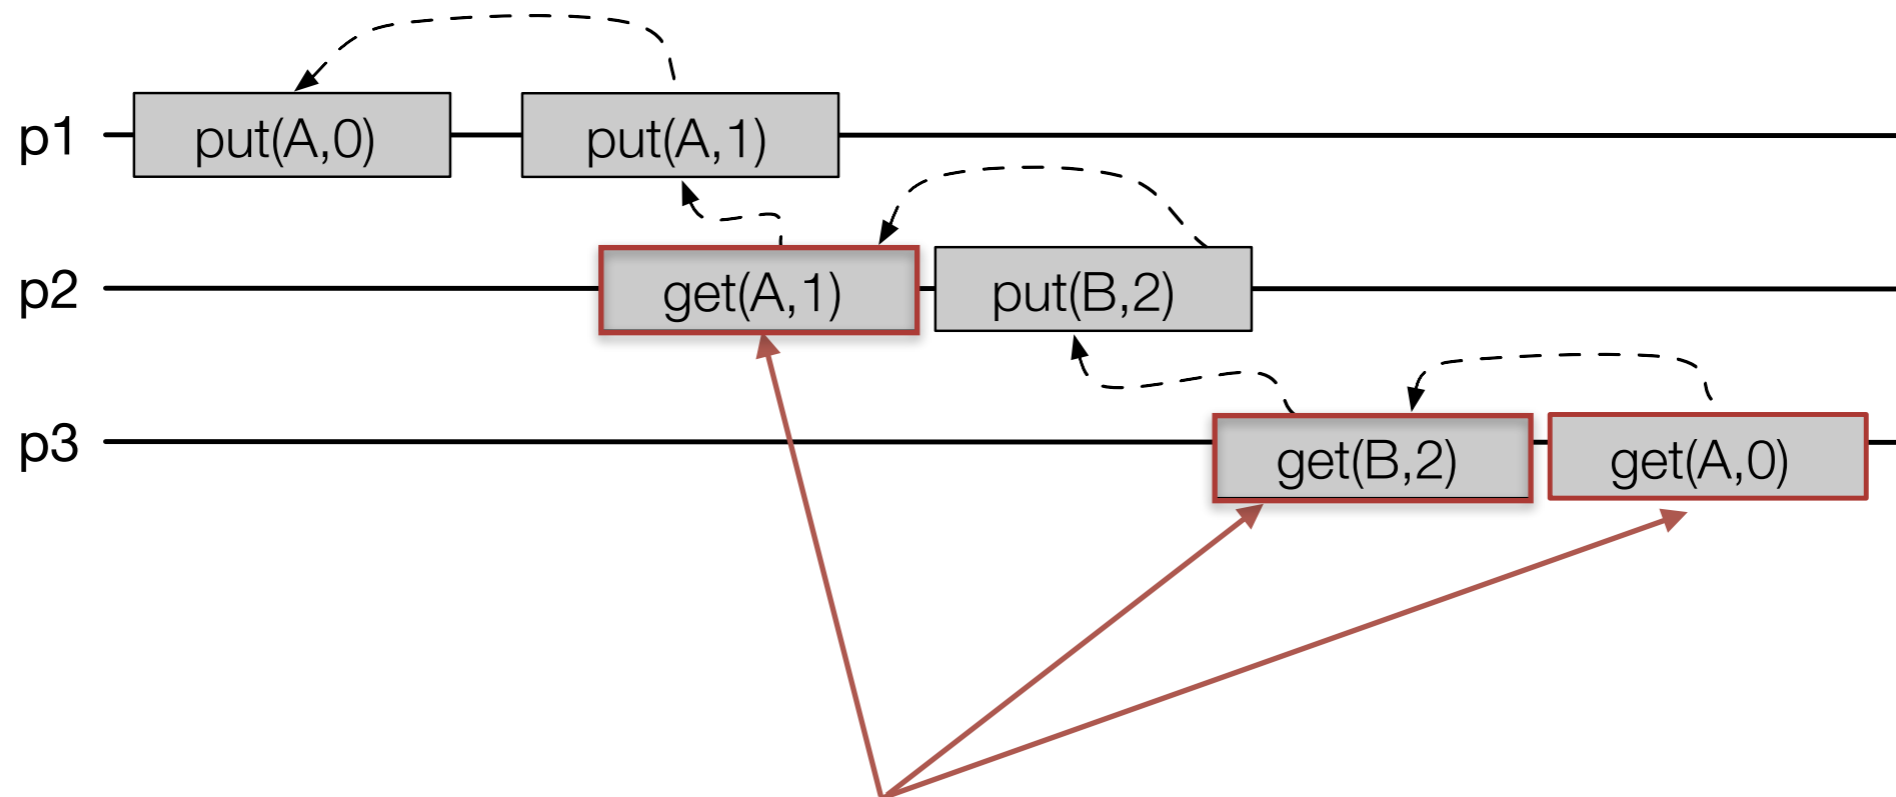 p1 put(A,0) put(A,1)
p2 get(A,1) put(B,2)
p3 get(B,2) get(A,0)